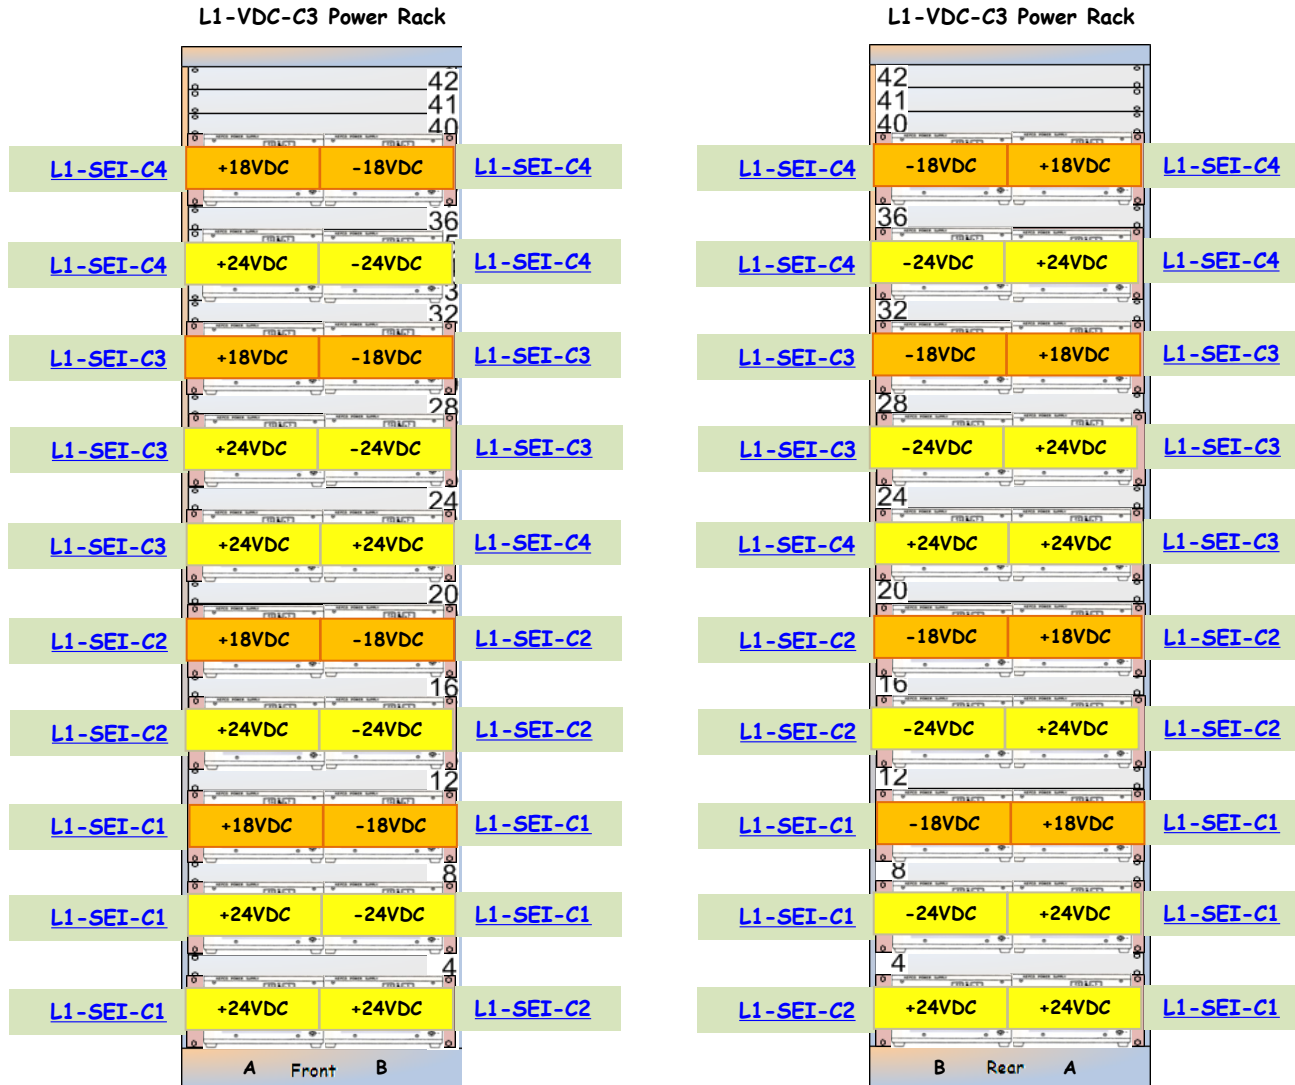 L1-VDC-C3 Power Rack
42
41
40
L1-SEI-C4 +18VDC -18VDC L1-SEI-C4
36
L1-SEI-C4 +24VDC -24VDC L1-SEI-C4
3
32
L1-SEI-C3 +18VDC -18VDC L1-SEI-C3
28
L1-SEI-C3 +24VDC -24VDC L1-SEI-C3
24
L1-SEI-C3 +24VDC +24VDC L1-SEI-C4
20
L1-SEI-C2 +18VDC -18VDC L1-SEI-C2
16
L1-SEI-C2 +24VDC -24VDC L1-SEI-C2
12
L1-SEI-C1 +18VDC -18VDC L1-SEI-C1
8
L1-SEI-C1 +24VDC -24VDC L1-SEI-C1
4
L1-SEI-C1 +24VDC +24VDC L1-SEI-C2
A Front B
L1-VDC-C3 Power Rack
42
41
40
L1-SEI-C4 -18VDC +18VDC L1-SEI-C4
36
L1-SEI-C4 -24VDC +24VDC L1-SEI-C4
32
L1-SEI-C3 -18VDC +18VDC L1-SEI-C3
28
L1-SEI-C3 -24VDC +24VDC L1-SEI-C3
24
L1-SEI-C4 +24VDC +24VDC L1-SEI-C3
20
L1-SEI-C2 -18VDC +18VDC L1-SEI-C2
16
L1-SEI-C2 -24VDC +24VDC L1-SEI-C2
12
L1-SEI-C1 -18VDC +18VDC L1-SEI-C1
8
L1-SEI-C1 -24VDC +24VDC L1-SEI-C1
4
L1-SEI-C2 +24VDC +24VDC L1-SEI-C1
B Rear A